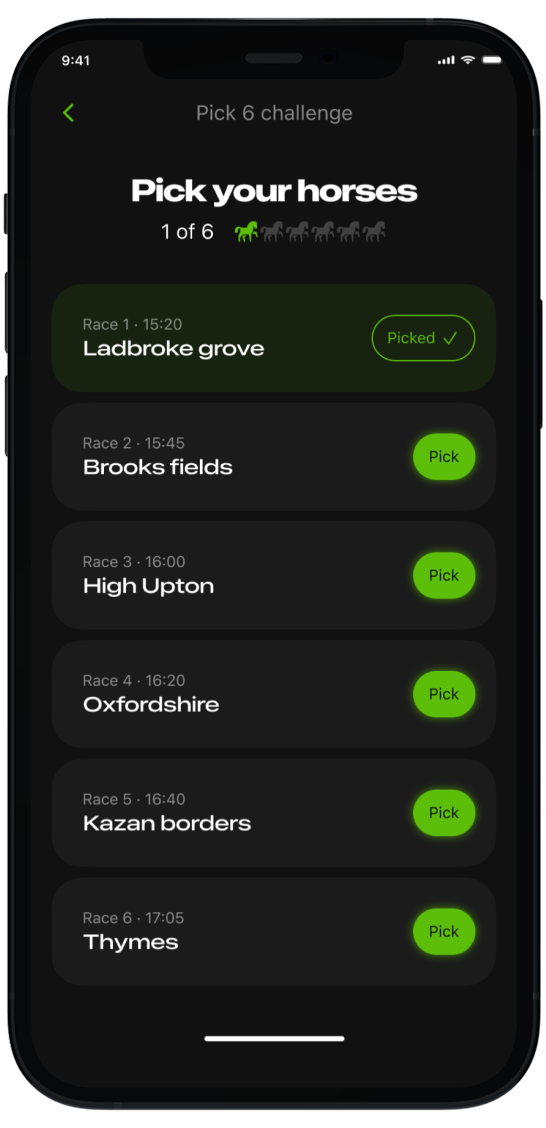 9:41
Pick 6 challenge
Pick your horses
1 of 6
Race 1 · 15:20
Ladbroke grove
Picked ✓
Race 2 · 15:45
Brooks fields
Pick
Race 3 · 16:00
High Upton
Pick
Race 4 · 16:20
Oxfordshire
Pick
Race 5 · 16:40
Kazan borders
Pick
Race 6 · 17:05
Thymes
Pick